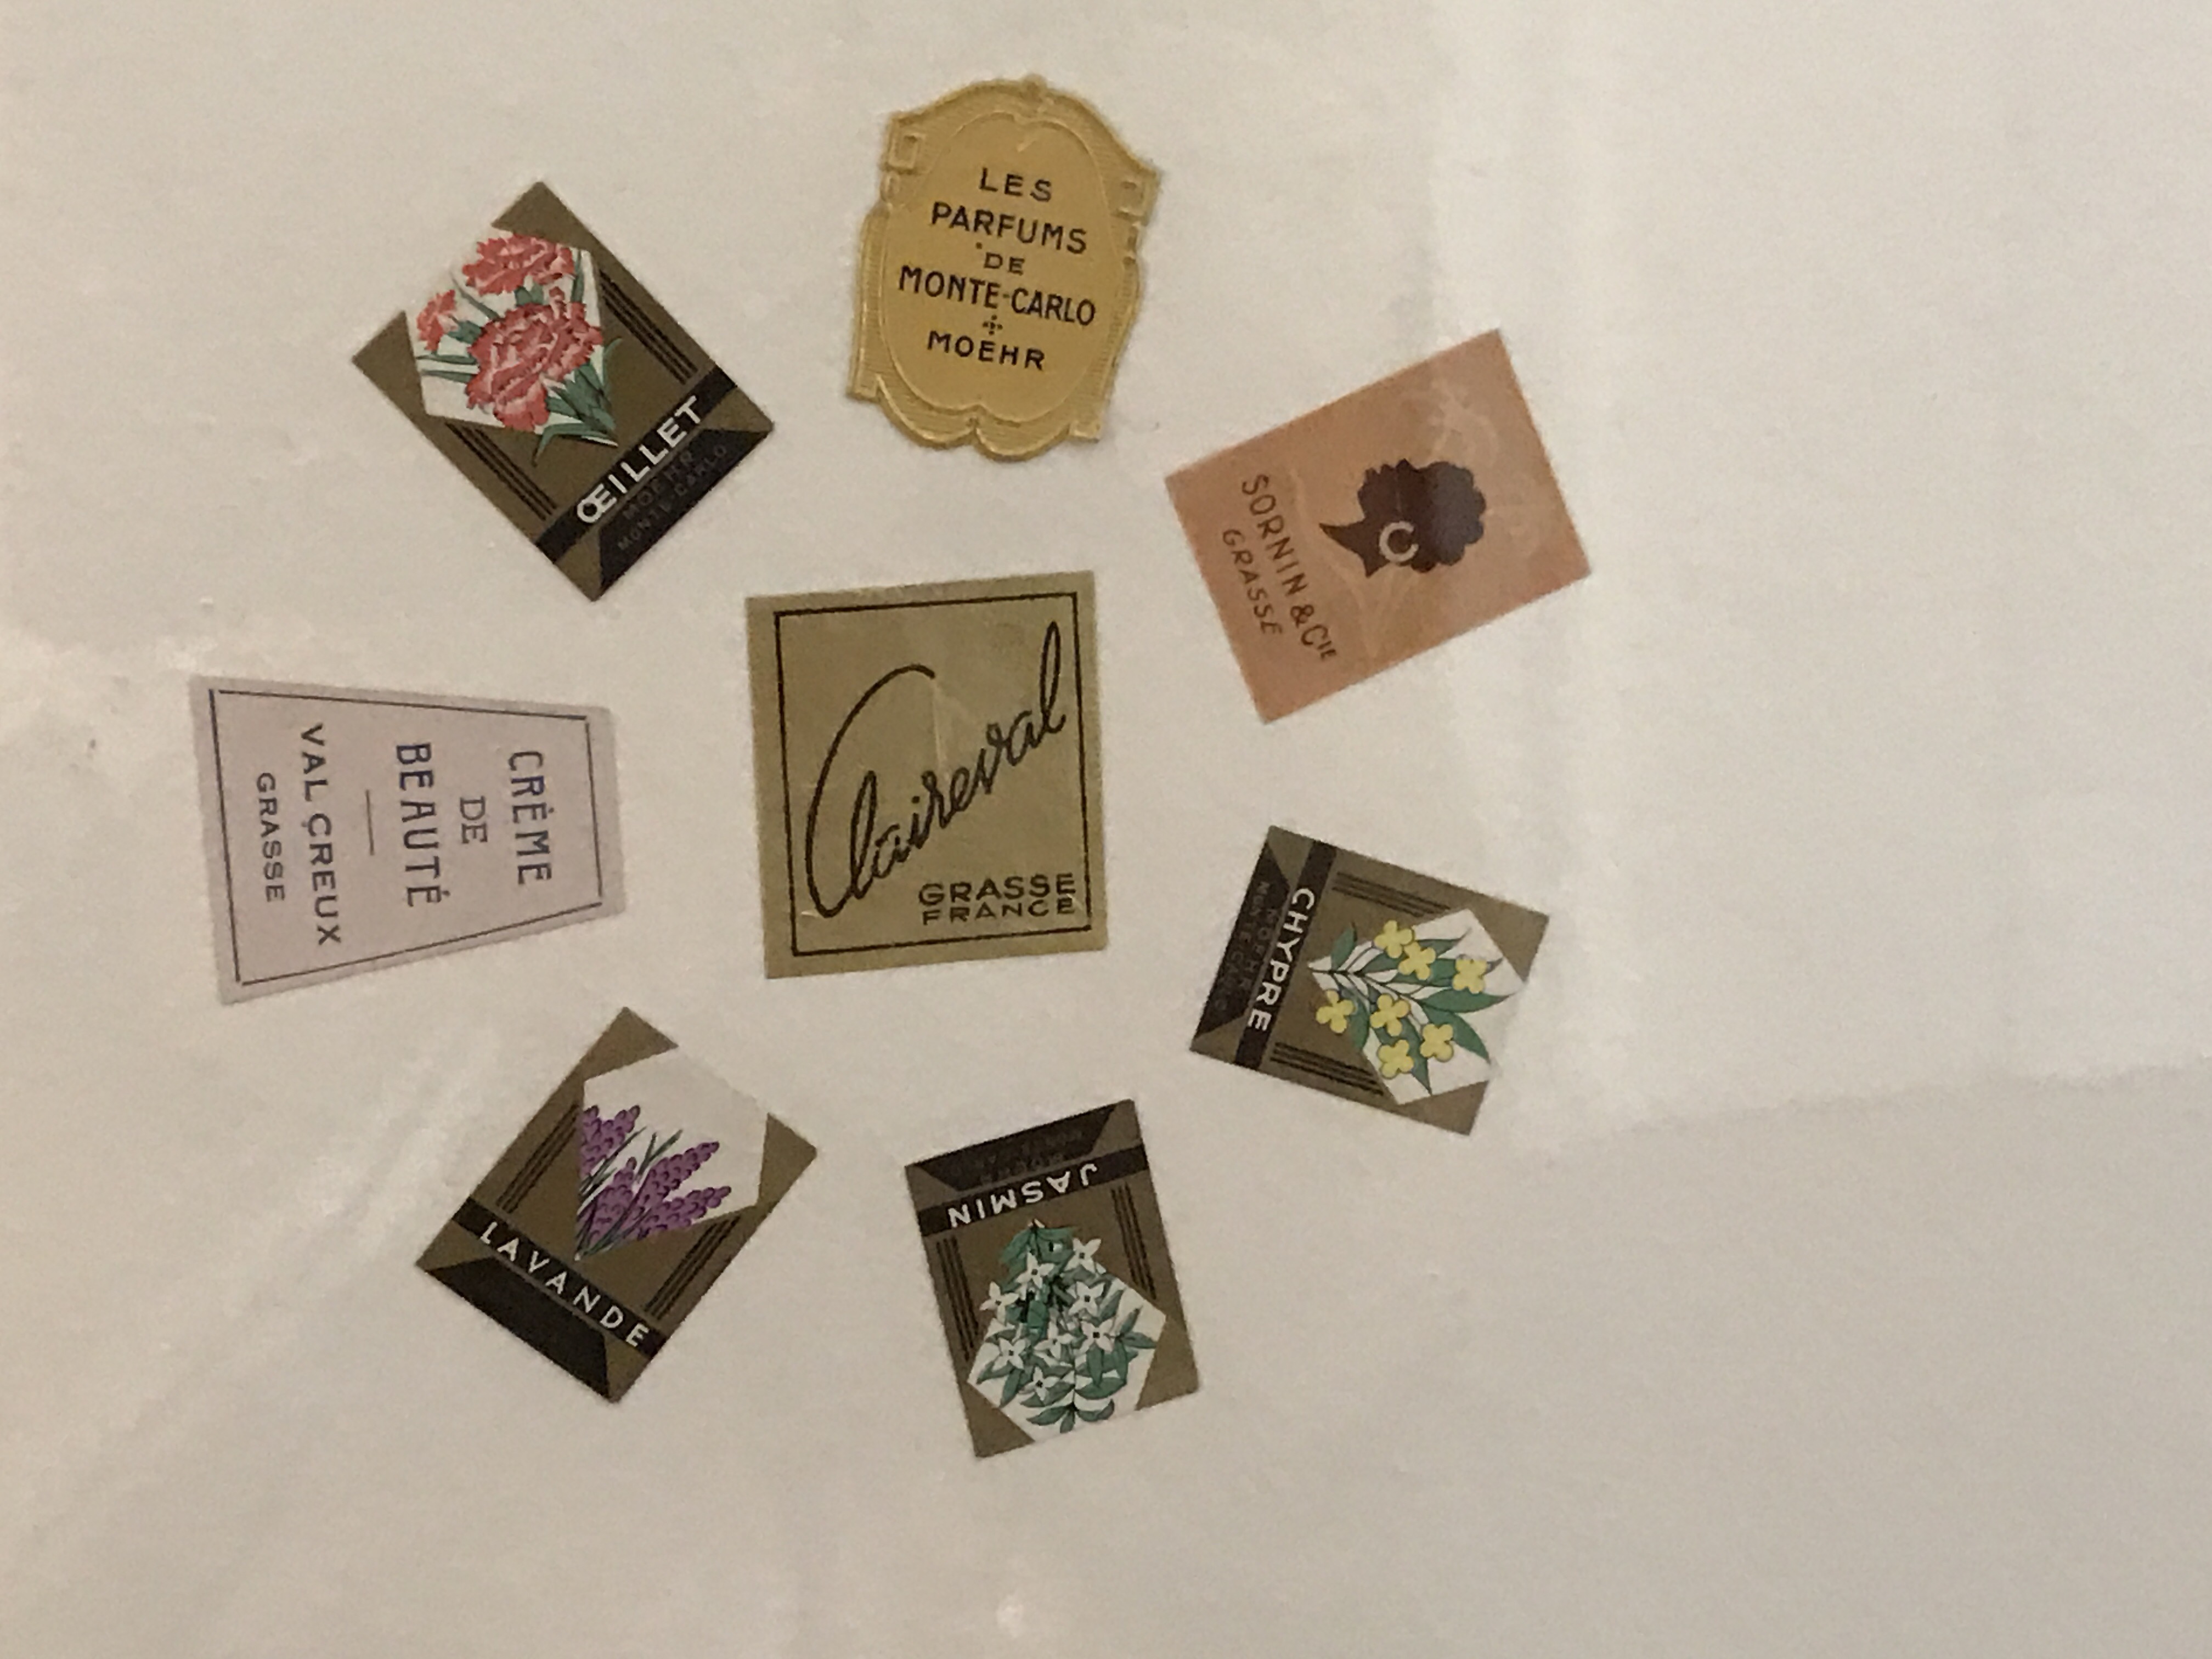 LES
PARFUMS
DE
MONTE-CARLO
MOEHR
ŒILLET
MOEHR
MONTE-CARLO
SORNIN & CIE
GRASSE
Claireval
GRASSE
FRANCE
CRÈME
DE
BEAUTÉ
VAL CREUX
GRASSE
CHYPRE
MOEHR
MONTE-CARLO
LAVANDE
JASMIN